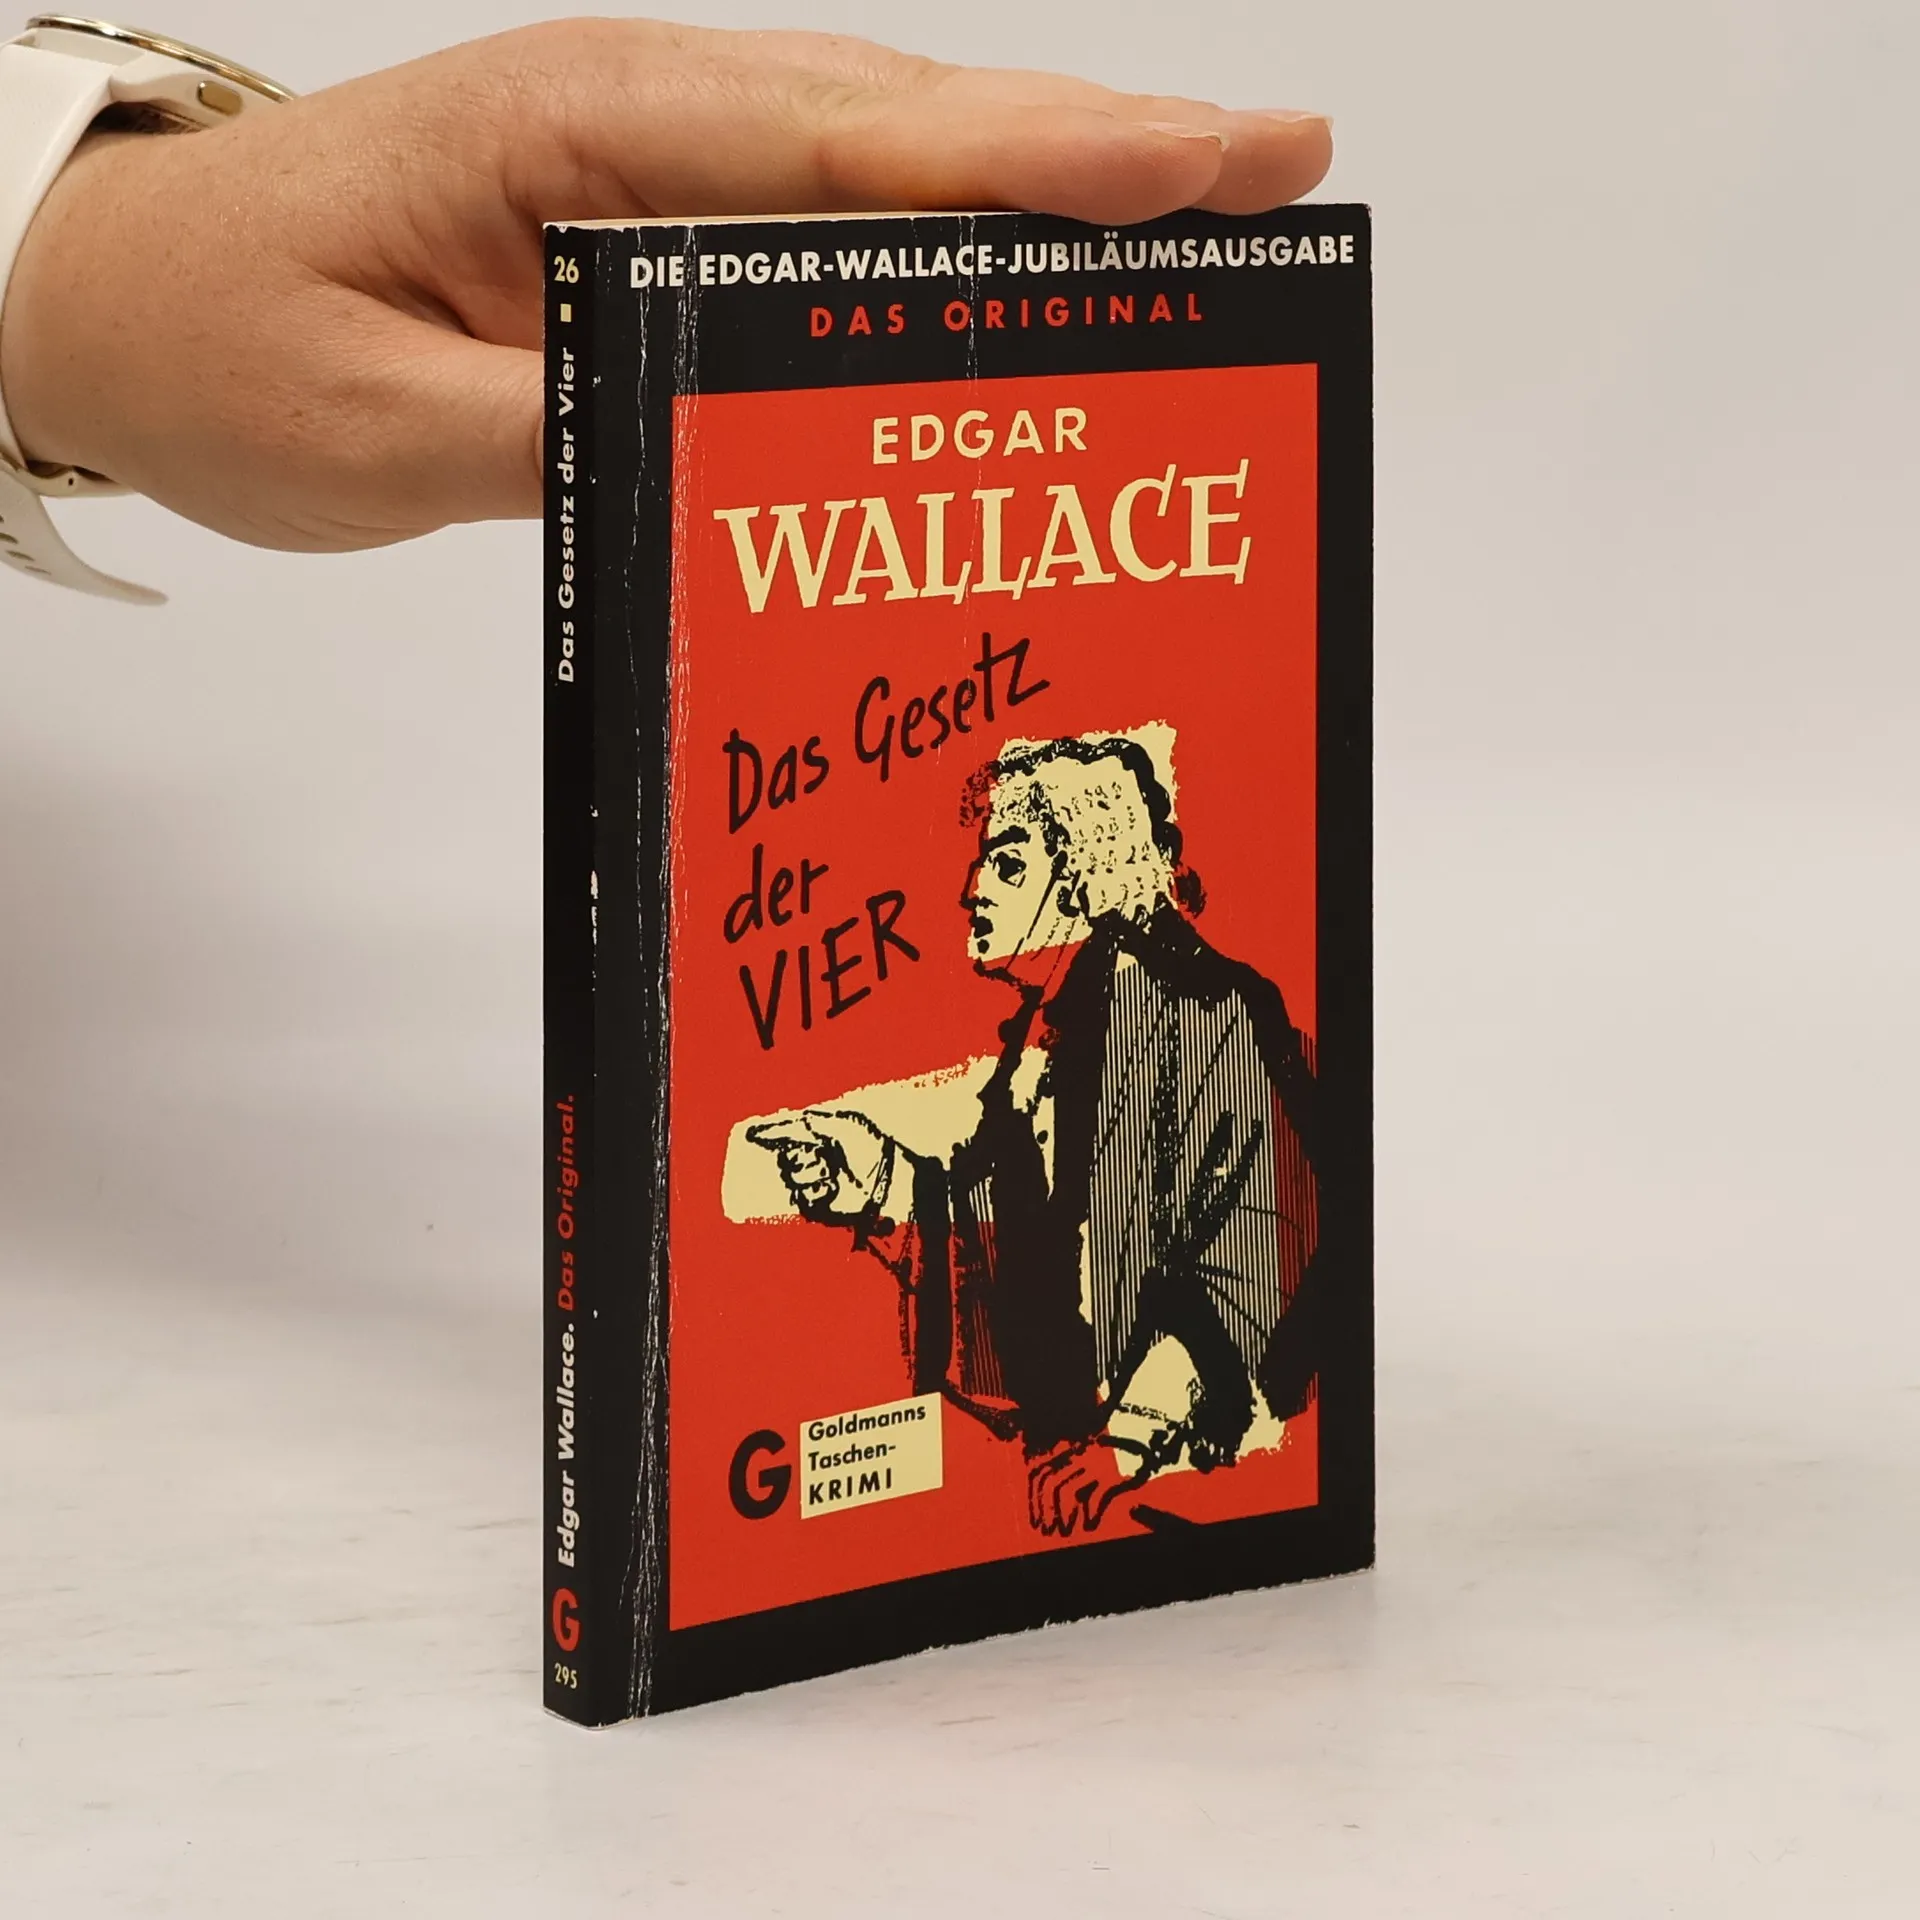 DIE EDGAR-WALLACE-JUBILÄUMSAUSGABE
DAS ORIGINAL
EDGAR
WALLACE
Das Gesetz
der
VIER
G
Goldmanns
Taschen-
KRIMI
26
Das Gesetz der Vier
Edgar Wallace. Das Original.
G
295